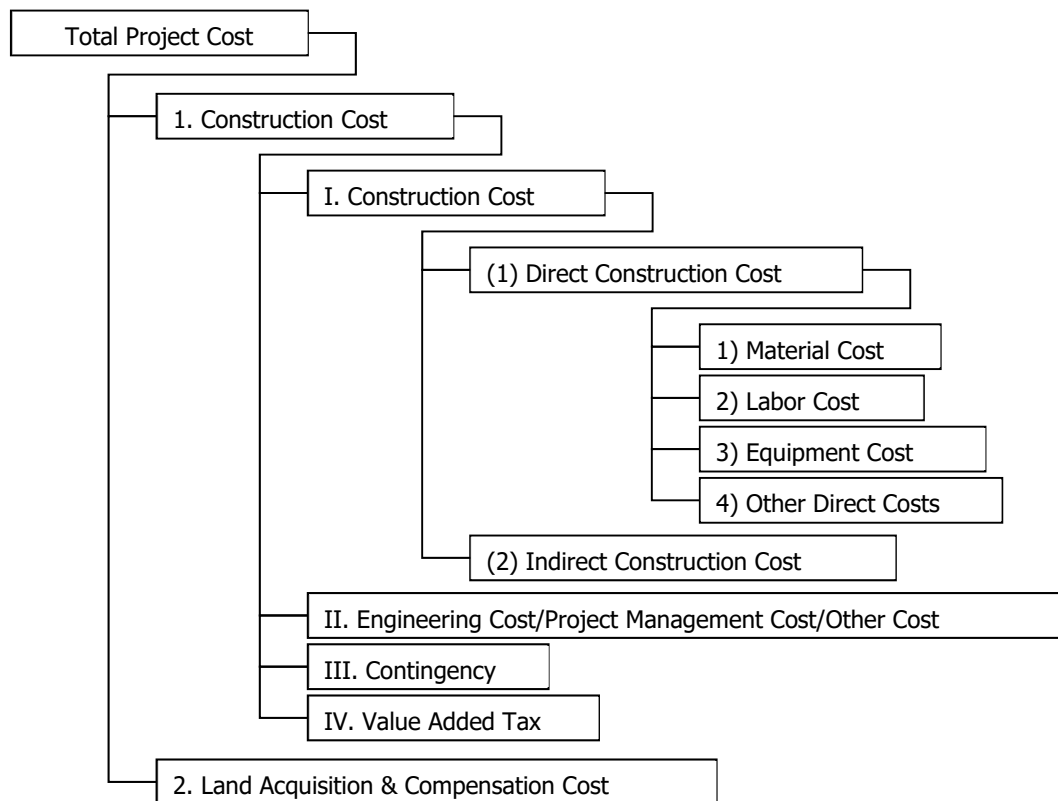 Total Project Cost
1. Construction Cost
I. Construction Cost
(1) Direct Construction Cost
1) Material Cost
2) Labor Cost
3) Equipment Cost
4) Other Direct Costs
(2) Indirect Construction Cost
II. Engineering Cost/Project Management Cost/Other Cost
III. Contingency
IV. Value Added Tax
2. Land Acquisition & Compensation Cost